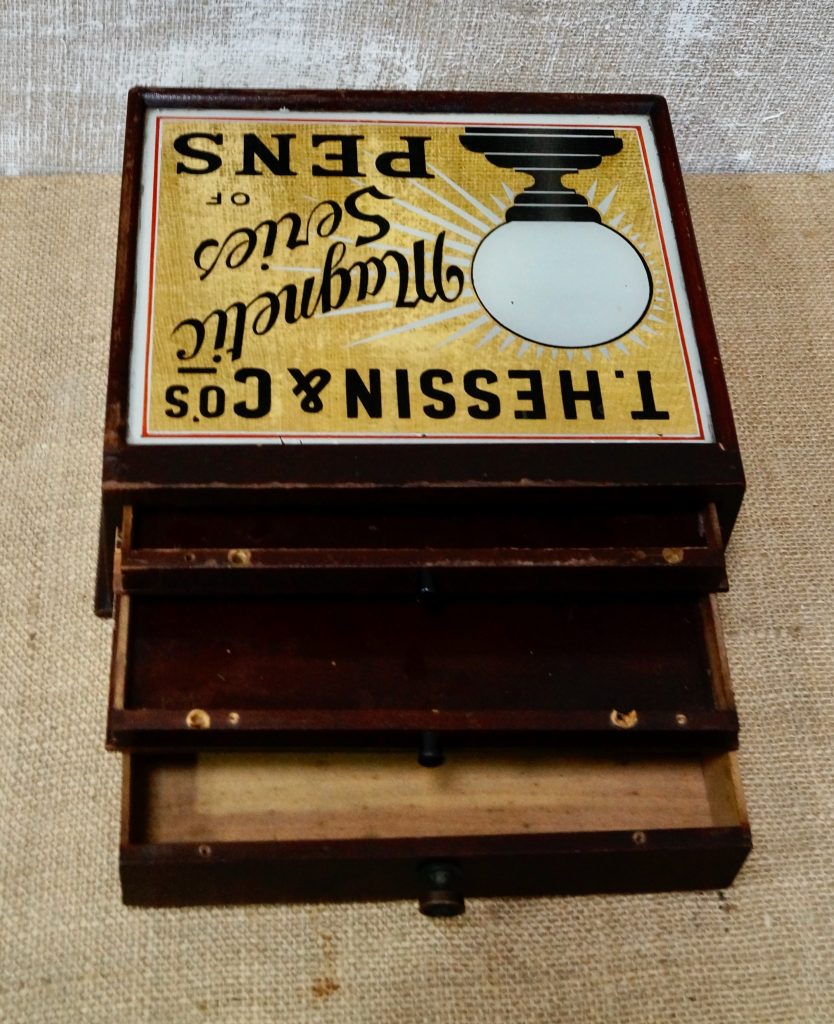 T. HESSIN & CO'S
Magnetic
Series
OF
PENS